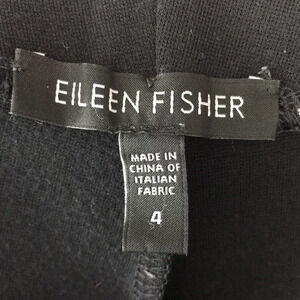 EILEEN FISHER
MADE IN
CHINA OF
ITALIAN
FABRIC
4